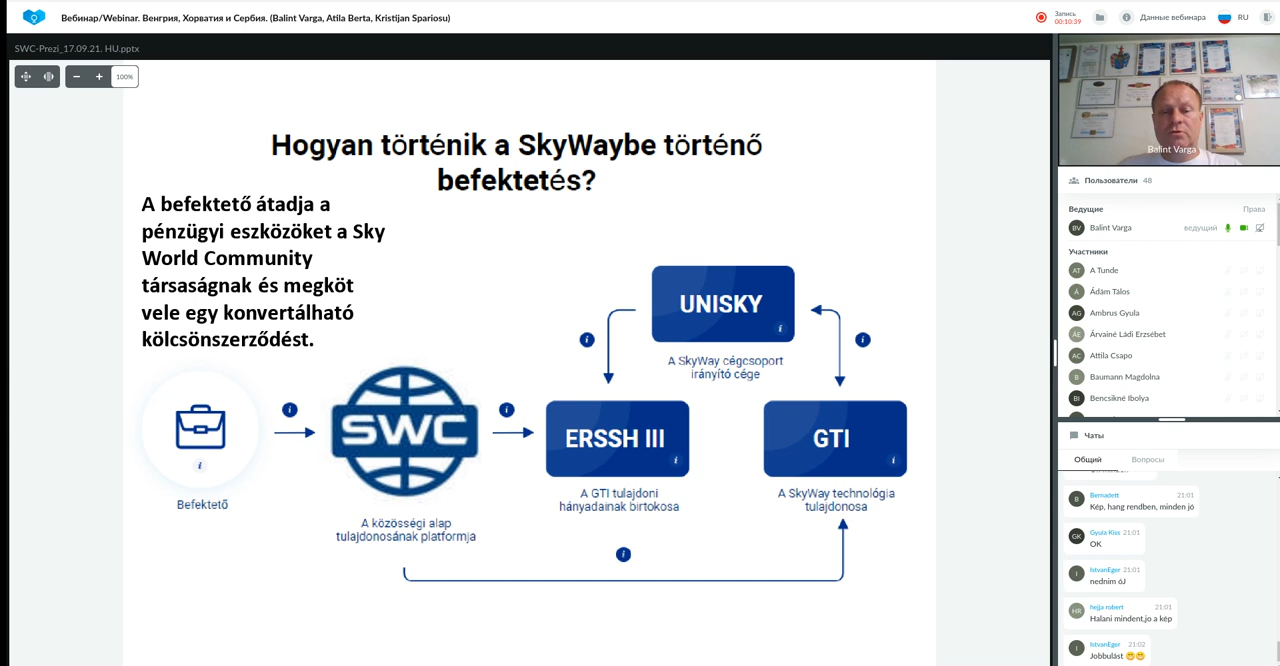 Вебинар/Webinar. Венгрия, Хорватия и Сербия. (Balint Varga, Atila Berta, Kristijan Spariosu)
Запись
00:10:39
Данные вебинара
RU
SWC-Prezi_17.09.21. HU.pptx
100%
Hogyan történik a SkyWaybe történő
befektetés?
A befektető átadja a
pénzügyi eszközöket a Sky
World Community
társaságnak és megköt
vele egy konvertálható
kölcsönszerződést.
UNISKY
A SkyWay cégcsoport
irányító cége
SWC
ERSSH III
GTI
Befektető
A közösségi alap
tulajdonosának platformja
A GTI tulajdoni
hányadainak birtokosa
A SkyWay technológia
tulajdonosa
Balint Varga
Пользователи 48
Ведущие Права
BV Balint Varga ведущий
Участники
AT A Tunde
Á Ádám Tálos
AG Ambrus Gyula
ÁE Árvainé Ládi Erzsébet
AC Attila Csapo
B Baumann Magdolna
BI Bencsikné Ibolya
Чаты
Общий Вопросы
B Bernadett 21:01
Kép, hang rendben, minden jó
GK Gyula Kiss 21:01
OK
I IstvanEger 21:01
nednim óJ
HR hejja robert 21:01
Halani mindent,jo a kép
I IstvanEger 21:02
Jobbulást 😁😁